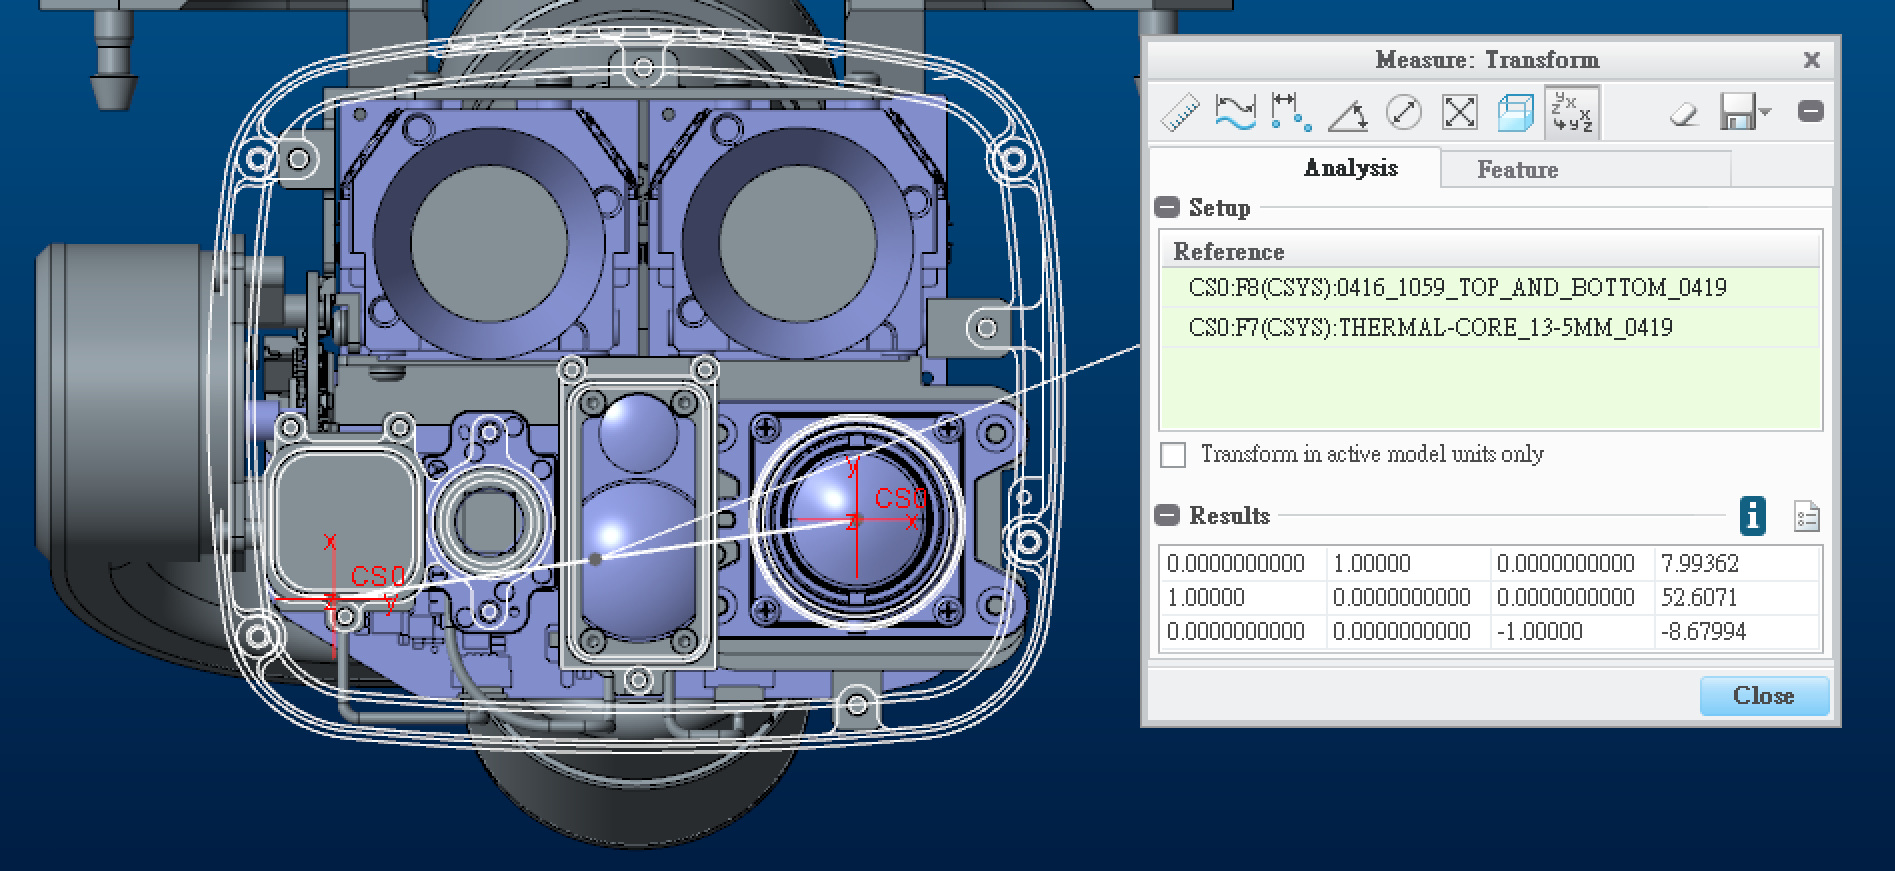 Measure: Transform
Analysis
Feature
Setup
Reference
CS0:F8(CSYS):0416_1059_TOP_AND_BOTTOM_0419
CS0:F7(CSYS):THERMAL-CORE_13-5MM_0419
Transform in active model units only
Results
0.0000000000 1.00000 0.0000000000 7.99362
1.00000 0.0000000000 0.0000000000 52.6071
0.0000000000 0.0000000000 -1.00000 -8.67994
Close
y
CS0
z x
x
CS0
z y